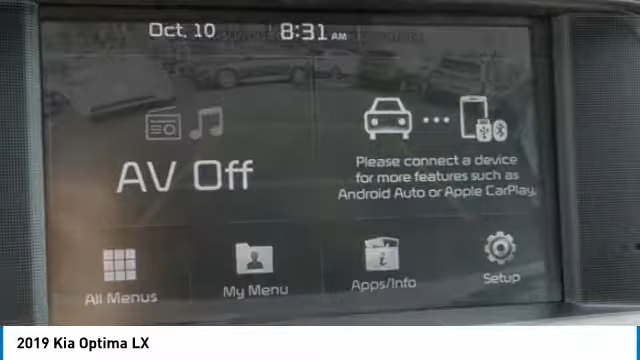 Oct, 10 8:31 AM
AV Off
Please connect a device
for more features such as
Android Auto or Apple CarPlay.
All Menus
My Menu
Apps/Info
Setup
2019 Kia Optima LX